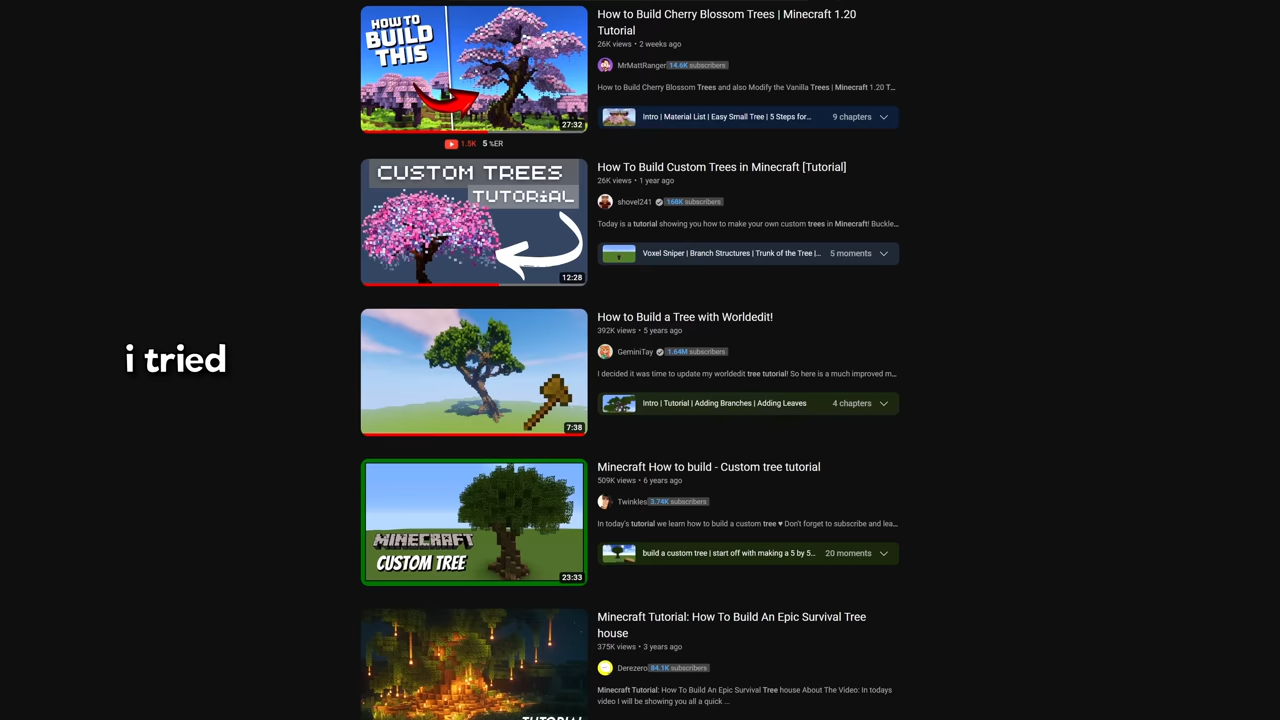 HOW TO
BUILD
THIS
27:32
How to Build Cherry Blossom Trees | Minecraft 1.20
Tutorial
26K views • 2 weeks ago
MrMattRanger 14.6K subscribers
How to Build Cherry Blossom Trees and also Modify the Vanilla Trees | Minecraft 1.20 T...
Intro | Material List | Easy Small Tree | 5 Steps for... 9 chapters
1.5K 5 %ER
CUSTOM TREES
TUTORIAL
12:28
How To Build Custom Trees in Minecraft [Tutorial]
26K views • 1 year ago
shovel241 168K subscribers
Today is a tutorial showing you how to make your own custom trees in Minecraft! Buckle...
Voxel Sniper | Branch Structures | Trunk of the Tree |... 5 moments
i tried
7:38
How to Build a Tree with Worldedit!
392K views • 5 years ago
GeminiTay 1.64M subscribers
I decided it was time to update my worldedit tree tutorial! So here is a much improved m...
Intro | Tutorial | Adding Branches | Adding Leaves 4 chapters
MINECRAFT
CUSTOM TREE
23:33
Minecraft How to build - Custom tree tutorial
509K views • 6 years ago
Twinkles 3.74K subscribers
In today's tutorial we learn how to build a custom tree ♥ Don't forget to subscribe and lea...
build a custom tree | start off with making a 5 by 5... 20 moments
TUTORIAL
Minecraft Tutorial: How To Build An Epic Survival Tree
house
375K views • 3 years ago
Derezero 84.1K subscribers
Minecraft Tutorial: How To Build An Epic Survival Tree house About The Video: In todays
video I will be showing you all a quick ...